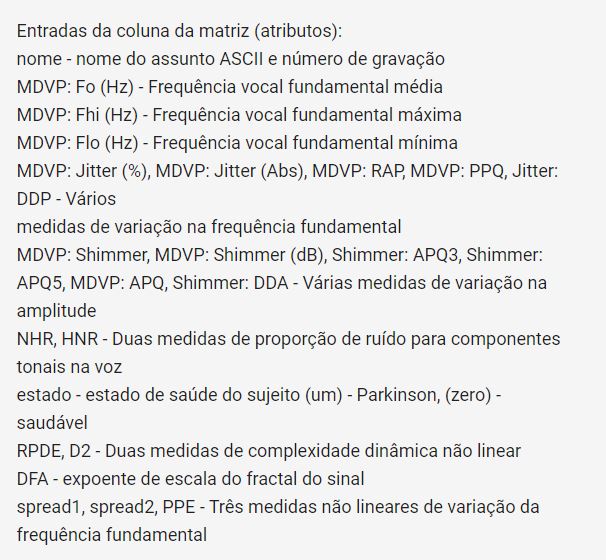 Entradas da coluna da matriz (atributos):
nome - nome do assunto ASCII e número de gravação
MDVP: Fo (Hz) - Frequência vocal fundamental média
MDVP: Fhi (Hz) - Frequência vocal fundamental máxima
MDVP: Flo (Hz) - Frequência vocal fundamental mínima
MDVP: Jitter (%), MDVP: Jitter (Abs), MDVP: RAP, MDVP: PPQ, Jitter:
DDP - Vários
medidas de variação na frequência fundamental
MDVP: Shimmer, MDVP: Shimmer (dB), Shimmer: APQ3, Shimmer:
APQ5, MDVP: APQ, Shimmer: DDA - Várias medidas de variação na
amplitude
NHR, HNR - Duas medidas de proporção de ruído para componentes
tonais na voz
estado - estado de saúde do sujeito (um) - Parkinson, (zero) -
saudável
RPDE, D2 - Duas medidas de complexidade dinâmica não linear
DFA - expoente de escala do fractal do sinal
spread1, spread2, PPE - Três medidas não lineares de variação da
frequência fundamental